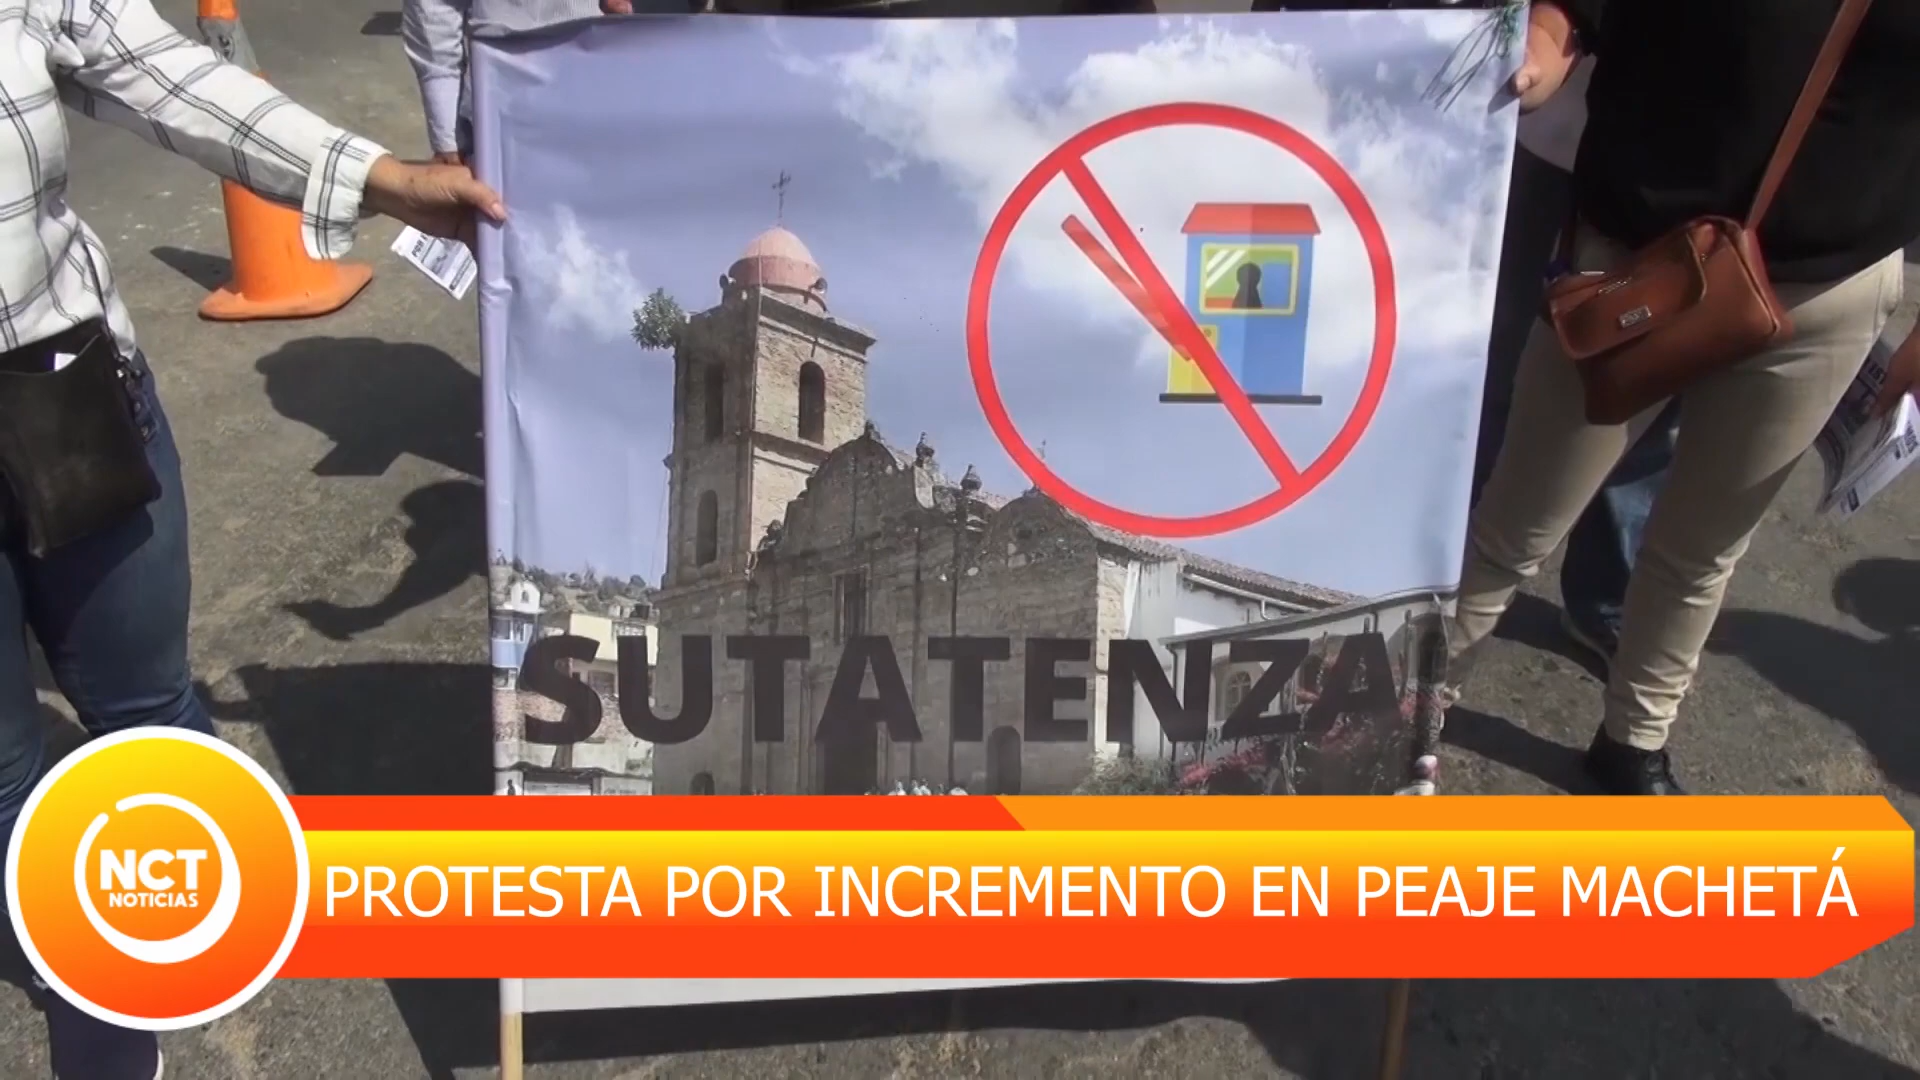 SUTATENZA
NCT
NOTICIAS
PROTESTA POR INCREMENTO EN PEAJE MACHETÁ